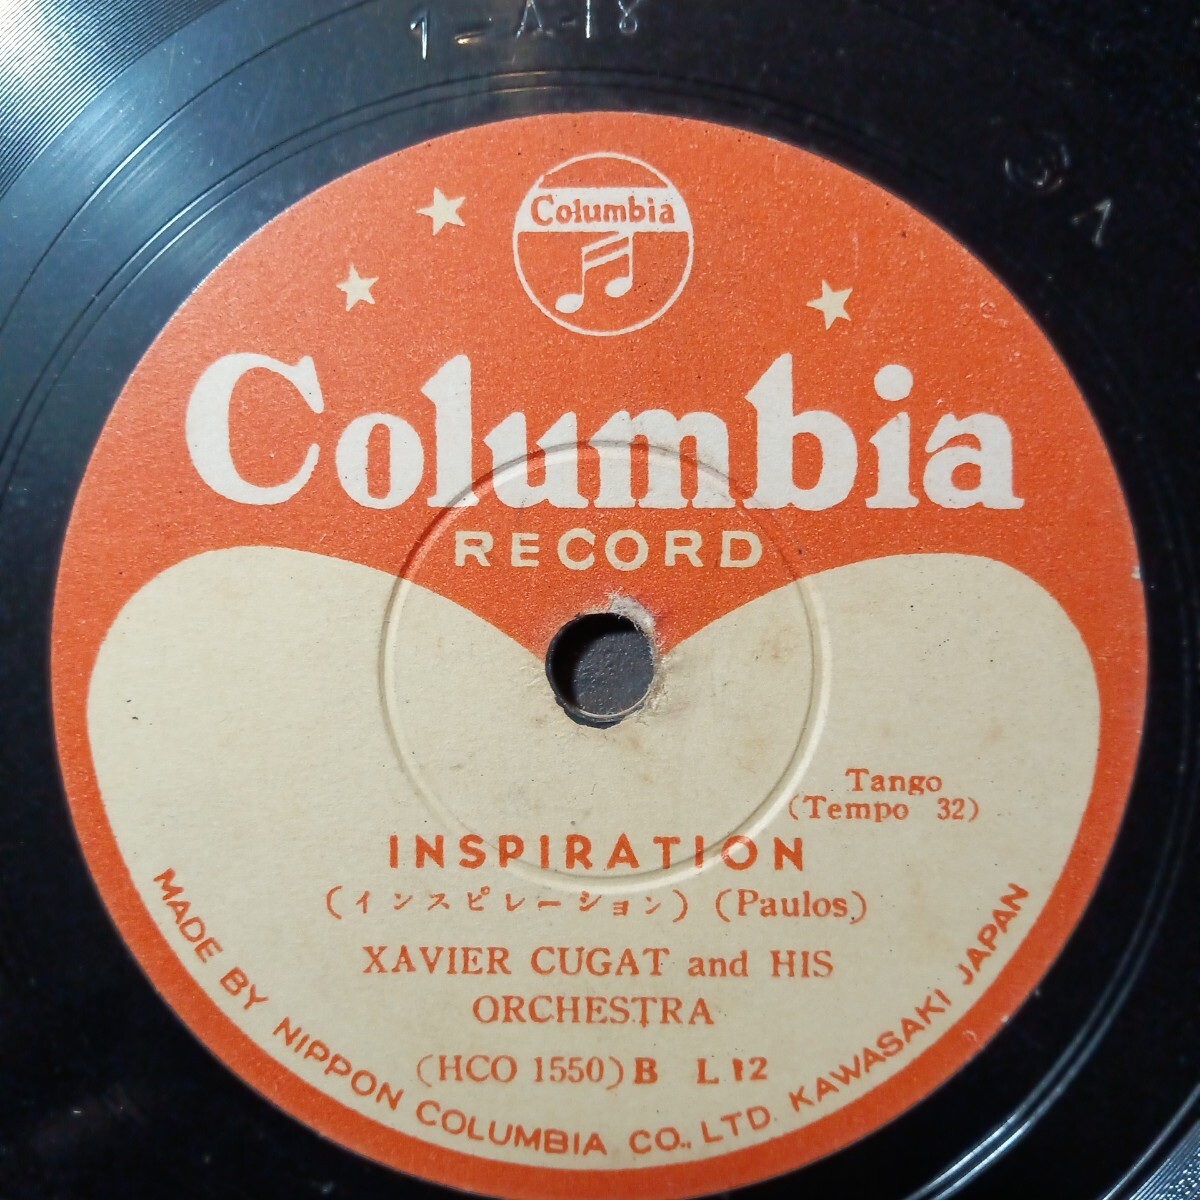 1-A-18
A
Columbia
Columbia
RECORD
Tango
(Tempo 32)
INSPIRATION
(インスピレーション) (Paulos)
XAVIER CUGAT and HIS
ORCHESTRA
(HCO 1550) B L 12
MADE BY NIPPON COLUMBIA CO., LTD. KAWASAKI JAPAN